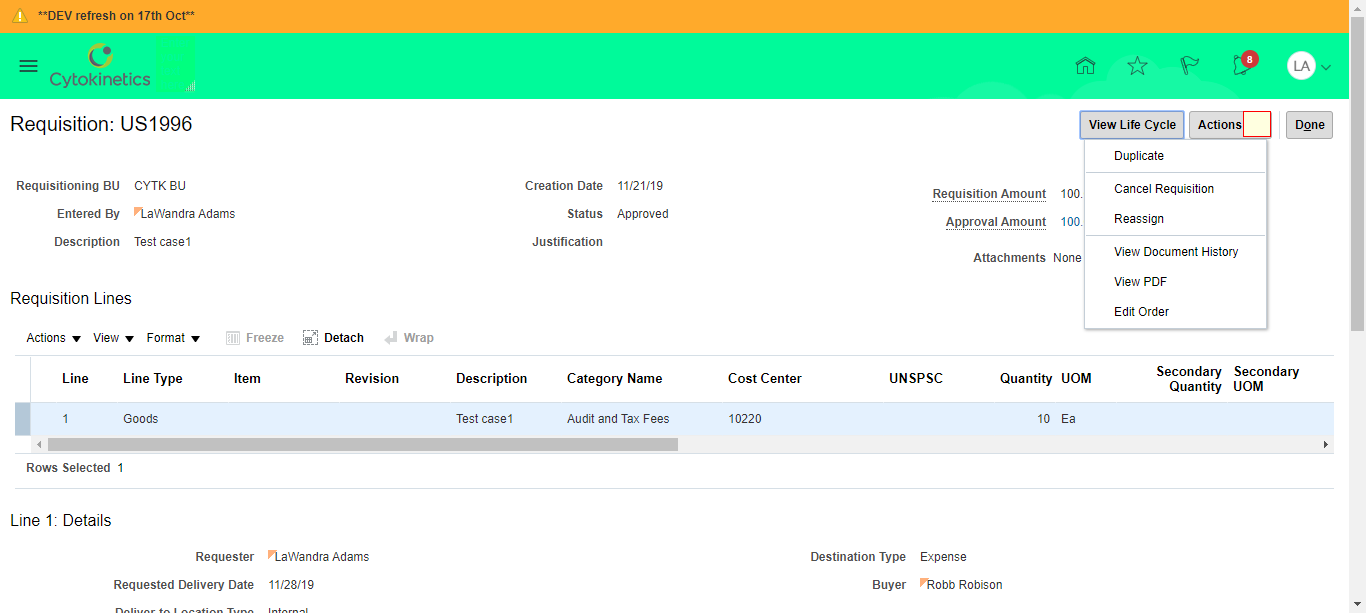 **DEV refresh on 17th Oct**
Cytokinetics
8
LA
Requisition: US1996
View Life Cycle Actions Done
Duplicate
Cancel Requisition
Reassign
View Document History
View PDF
Edit Order
Requisitioning BU CYTK BU
Entered By LaWandra Adams
Description Test case1
Creation Date 11/21/19
Status Approved
Justification
Requisition Amount 100.
Approval Amount 100.
Attachments None
Requisition Lines
Actions View Format Freeze Detach Wrap
Line Line Type Item Revision Description Category Name Cost Center UNSPSC Quantity UOM Secondary Quantity Secondary UOM
1 Goods Test case1 Audit and Tax Fees 10220 10 Ea
Rows Selected 1
Line 1: Details
Requester LaWandra Adams
Requested Delivery Date 11/28/19
Deliver-to Location Type Internal
Destination Type Expense
Buyer Robb Robison